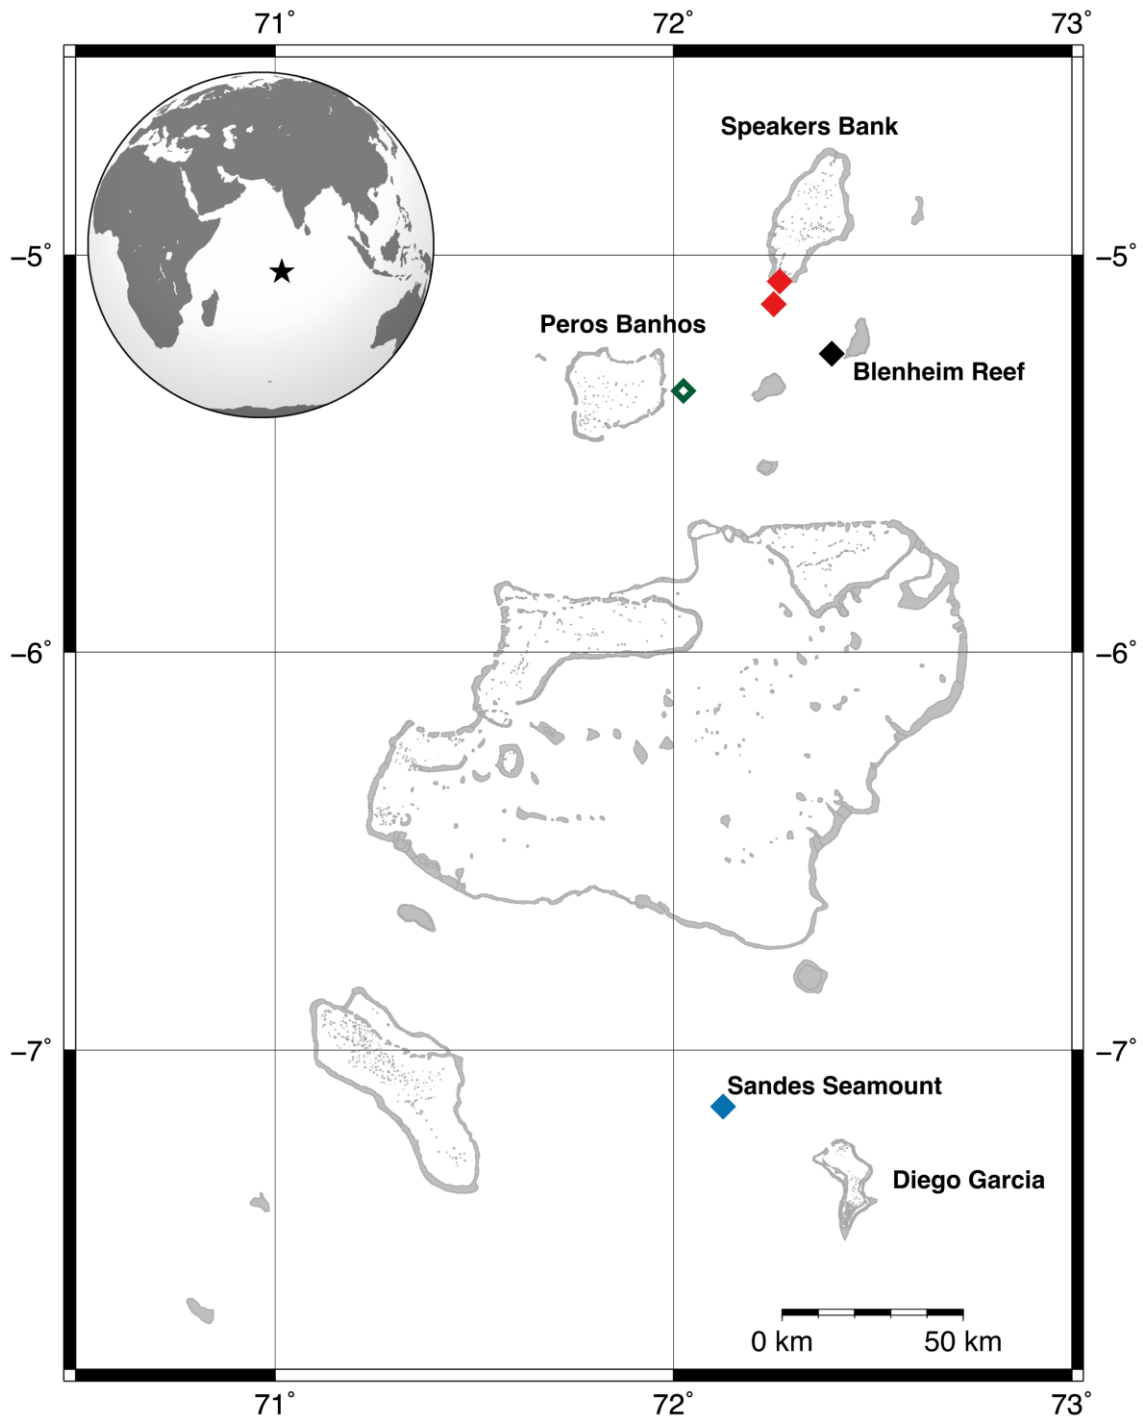 71° 72° 73°
Speakers Bank
−5° −5°
Peros Banhos
Blenheim Reef
−6° −6°
−7° −7°
Sandes Seamount
Diego Garcia
0 km 50 km
71° 72° 73°